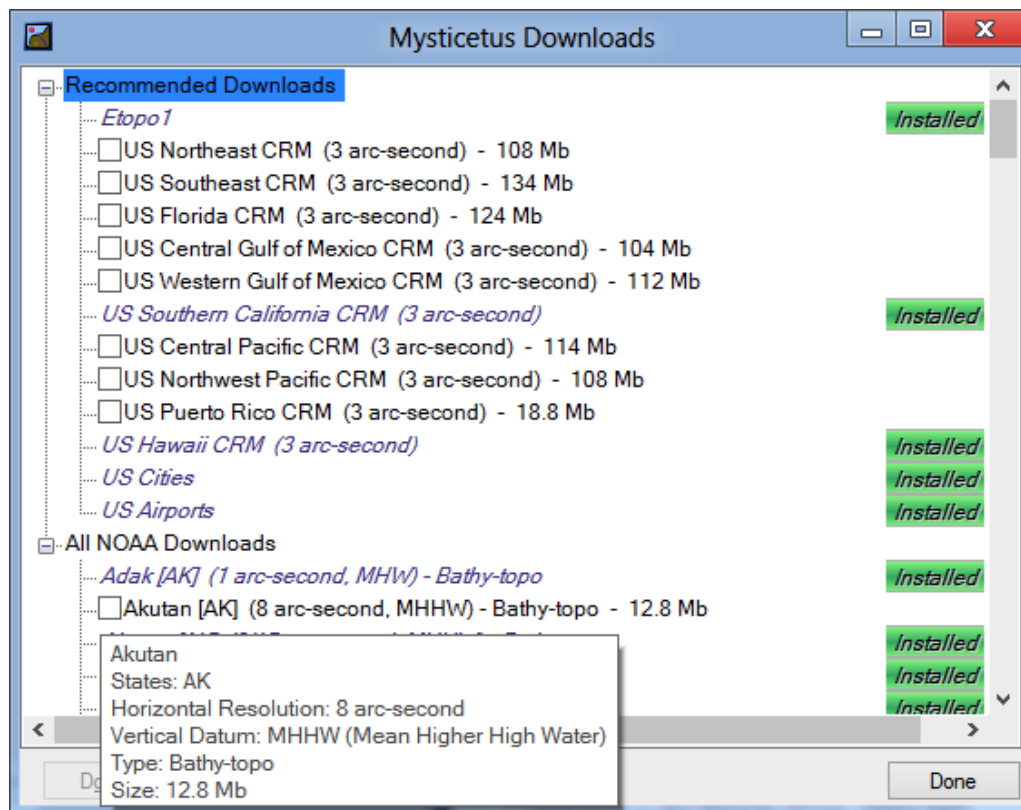 Mysticetus Downloads
Recommended Downloads
Etopo1 Installed
US Northeast CRM (3 arc-second) - 108 Mb
US Southeast CRM (3 arc-second) - 134 Mb
US Florida CRM (3 arc-second) - 124 Mb
US Central Gulf of Mexico CRM (3 arc-second) - 104 Mb
US Western Gulf of Mexico CRM (3 arc-second) - 112 Mb
US Southern California CRM (3 arc-second) Installed
US Central Pacific CRM (3 arc-second) - 114 Mb
US Northwest Pacific CRM (3 arc-second) - 108 Mb
US Puerto Rico CRM (3 arc-second) - 18.8 Mb
US Hawaii CRM (3 arc-second) Installed
US Cities Installed
US Airports Installed
All NOAA Downloads
Adak [AK] (1 arc-second, MHW) - Bathy-topo Installed
Akutan [AK] (8 arc-second, MHHW) - Bathy-topo - 12.8 Mb
Installed
Installed
Installed
Akutan
States: AK
Horizontal Resolution: 8 arc-second
Vertical Datum: MHHW (Mean Higher High Water)
Type: Bathy-topo
Size: 12.8 Mb
Done